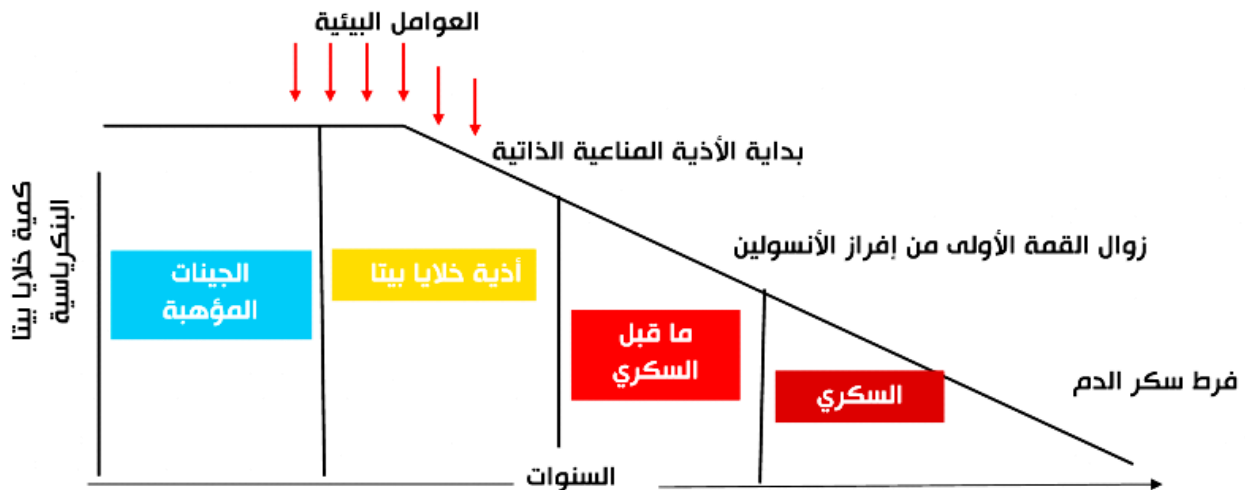 العوامل البيئية
بداية الأذية المناعية الذاتية
كمية خلايا بيتا
البنكرياسية
زوال القمة الأولى من إفراز الأنسولين
الجينات
المؤهبة
أذية خلايا بيتا
ما قبل
السكري
السكري
فرط سكر الدم
السنوات